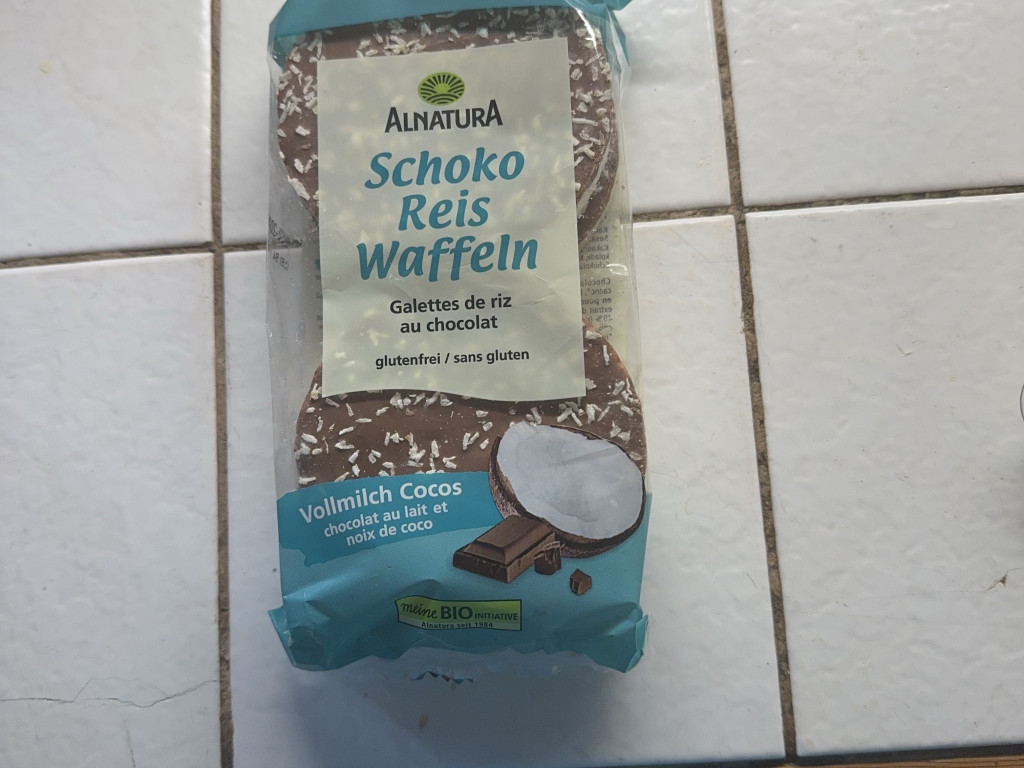 ALNATURA
Schoko
Reis
Waffeln
Galettes de riz
au chocolat
glutenfrei / sans gluten
Vollmilch Cocos
chocolat au lait et
noix de coco
meine BIO INITIATIVE
Alnatura seit 1984